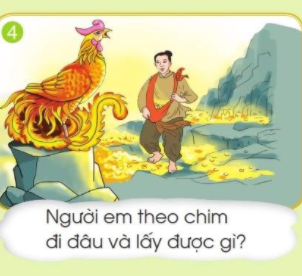 4
Người em theo chim
đi đâu và lấy được gì?